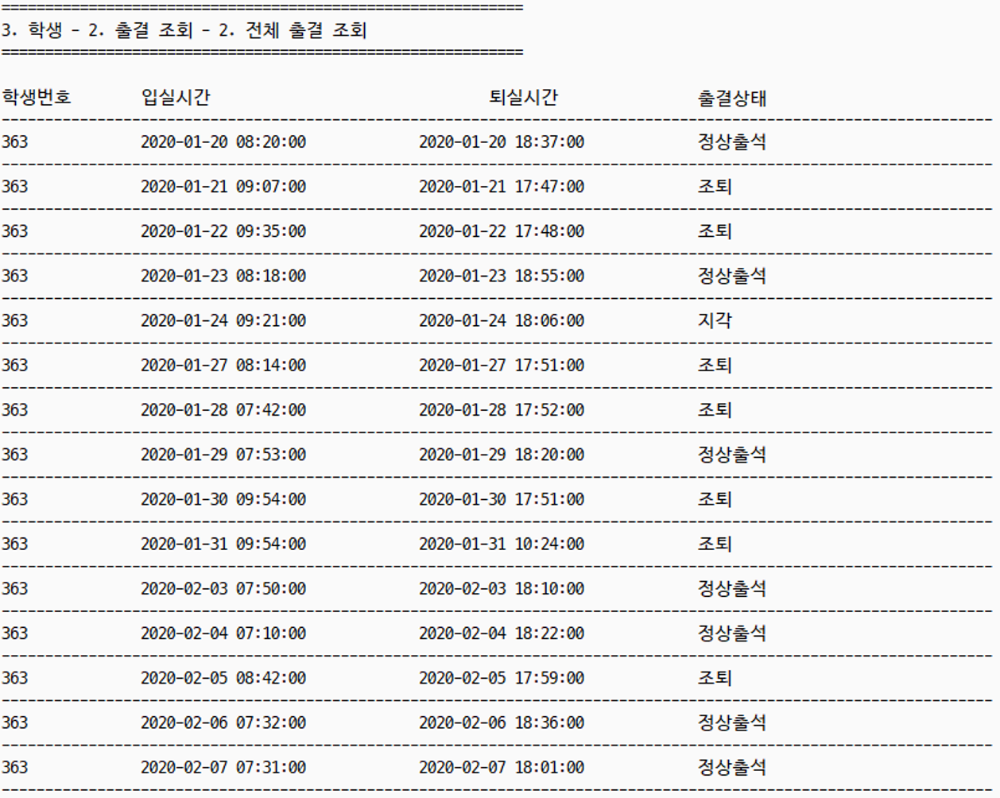 ============================================================
3. 학생 - 2. 출결 조회 - 2. 전체 출결 조회
============================================================
학생번호 입실시간 퇴실시간 출결상태
------------------------------------------------------------------------------------------------------------------
363 2020-01-20 08:20:00 2020-01-20 18:37:00 정상출석
------------------------------------------------------------------------------------------------------------------
363 2020-01-21 09:07:00 2020-01-21 17:47:00 조퇴
------------------------------------------------------------------------------------------------------------------
363 2020-01-22 09:35:00 2020-01-22 17:48:00 조퇴
------------------------------------------------------------------------------------------------------------------
363 2020-01-23 08:18:00 2020-01-23 18:55:00 정상출석
------------------------------------------------------------------------------------------------------------------
363 2020-01-24 09:21:00 2020-01-24 18:06:00 지각
------------------------------------------------------------------------------------------------------------------
363 2020-01-27 08:14:00 2020-01-27 17:51:00 조퇴
------------------------------------------------------------------------------------------------------------------
363 2020-01-28 07:42:00 2020-01-28 17:52:00 조퇴
------------------------------------------------------------------------------------------------------------------
363 2020-01-29 07:53:00 2020-01-29 18:20:00 정상출석
------------------------------------------------------------------------------------------------------------------
363 2020-01-30 09:54:00 2020-01-30 17:51:00 조퇴
------------------------------------------------------------------------------------------------------------------
363 2020-01-31 09:54:00 2020-01-31 10:24:00 조퇴
------------------------------------------------------------------------------------------------------------------
363 2020-02-03 07:50:00 2020-02-03 18:10:00 정상출석
------------------------------------------------------------------------------------------------------------------
363 2020-02-04 07:10:00 2020-02-04 18:22:00 정상출석
------------------------------------------------------------------------------------------------------------------
363 2020-02-05 08:42:00 2020-02-05 17:59:00 조퇴
------------------------------------------------------------------------------------------------------------------
363 2020-02-06 07:32:00 2020-02-06 18:36:00 정상출석
------------------------------------------------------------------------------------------------------------------
363 2020-02-07 07:31:00 2020-02-07 18:01:00 정상출석
------------------------------------------------------------------------------------------------------------------